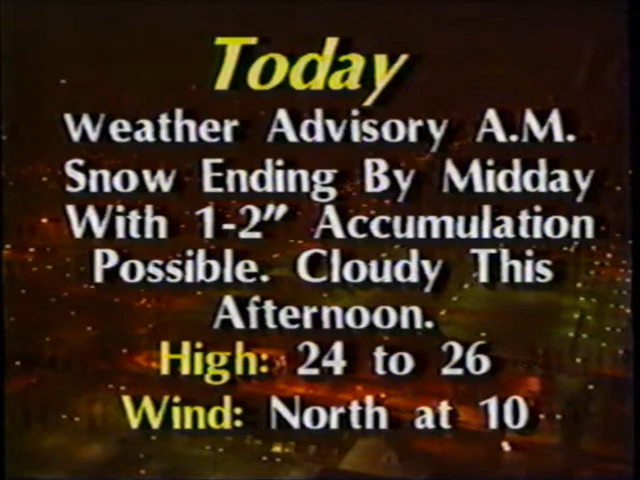 Today
Weather Advisory A.M.
Snow Ending By Midday
With 1-2" Accumulation
Possible. Cloudy This
Afternoon.
High: 24 to 26
Wind: North at 10